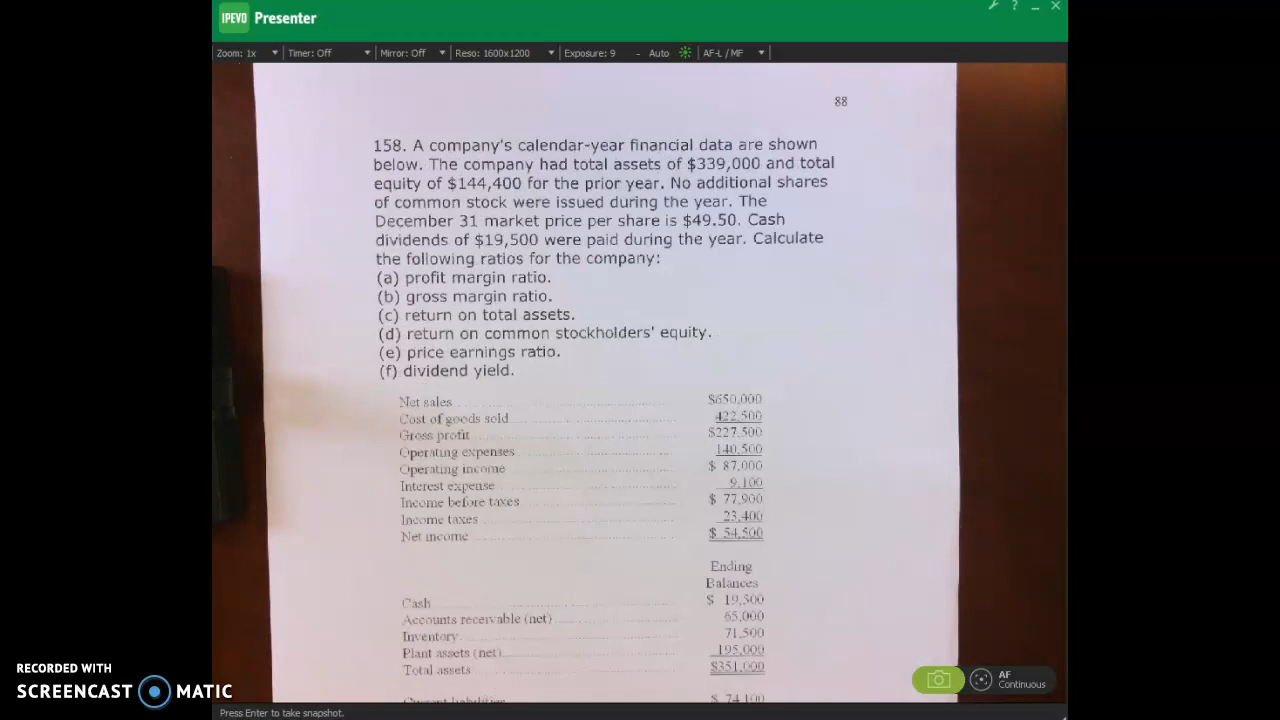 IPEVO Presenter
Zoom: 1x Timer: Off Mirror: Off Reso: 1600x1200 Exposure: 9 - Auto AF-L / MF
88
158. A company's calendar-year financial data are shown
below. The company had total assets of $339,000 and total
equity of $144,400 for the prior year. No additional shares
of common stock were issued during the year. The
December 31 market price per share is $49.50. Cash
dividends of $19,500 were paid during the year. Calculate
the following ratios for the company:
(a) profit margin ratio.
(b) gross margin ratio.
(c) return on total assets.
(d) return on common stockholders' equity.
(e) price earnings ratio.
(f) dividend yield.
Net sales $650,000
Cost of goods sold 422,500
Gross profit $227,500
Operating expenses 140,500
Operating income $ 87,000
Interest expense 9,100
Income before taxes $ 77,900
Income taxes 23,400
Net income $ 54,500
Ending
Balances
Cash $ 19,500
Accounts receivable (net) 65,000
Inventory 71,500
Plant assets (net) 195,000
Total assets $351,000
Current liabilities $ 74,100
AF
Continuous
RECORDED WITH
SCREENCAST MATIC
Press Enter to take snapshot.